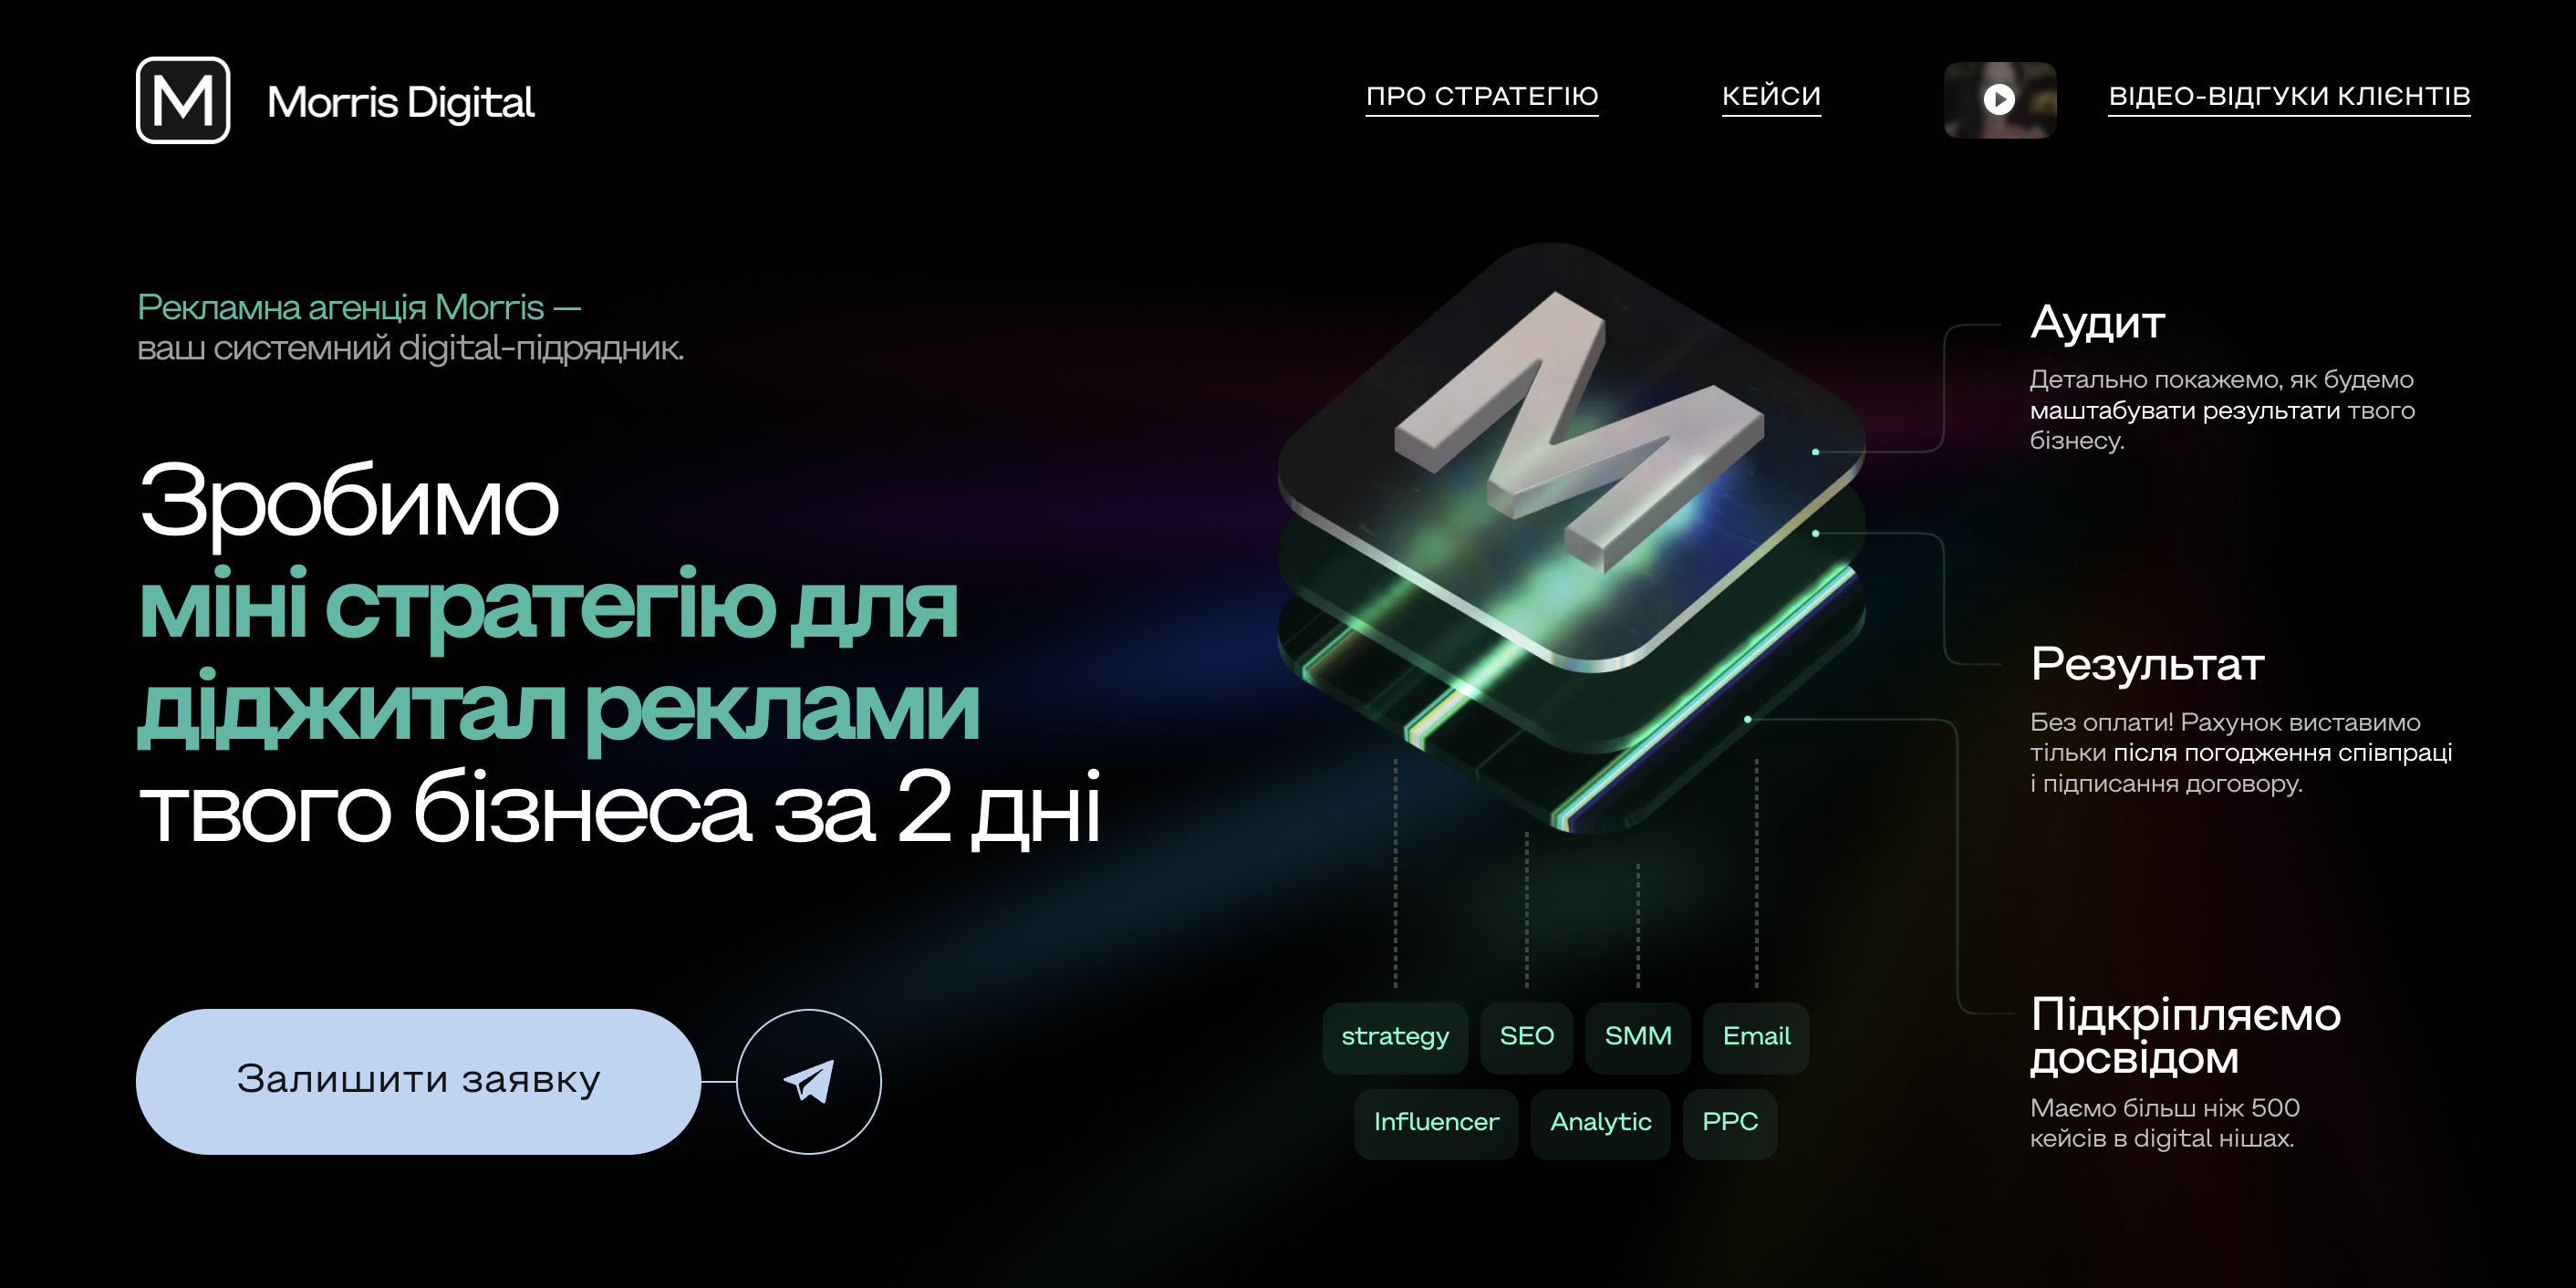 M
Morris Digital
ПРО СТРАТЕГІЮ
КЕЙСИ
ВІДЕО-ВІДГУКИ КЛІЄНТІВ
Рекламна агенція Morris —
ваш системний digital-підрядник.
Зробимо
міні стратегію для
діджитал реклами
твого бізнеса за 2 дні
Залишити заявку
M
Аудит
Детально покажемо, як будемо
маштабувати результати твого
бізнесу.
Результат
Без оплати! Рахунок виставимо
тільки після погодження співпраці
і підписання договору.
Підкріпляємо
досвідом
Маємо більш ніж 500
кейсів в digital нішах.
strategy SEO SMM Email
Influencer Analytic PPC